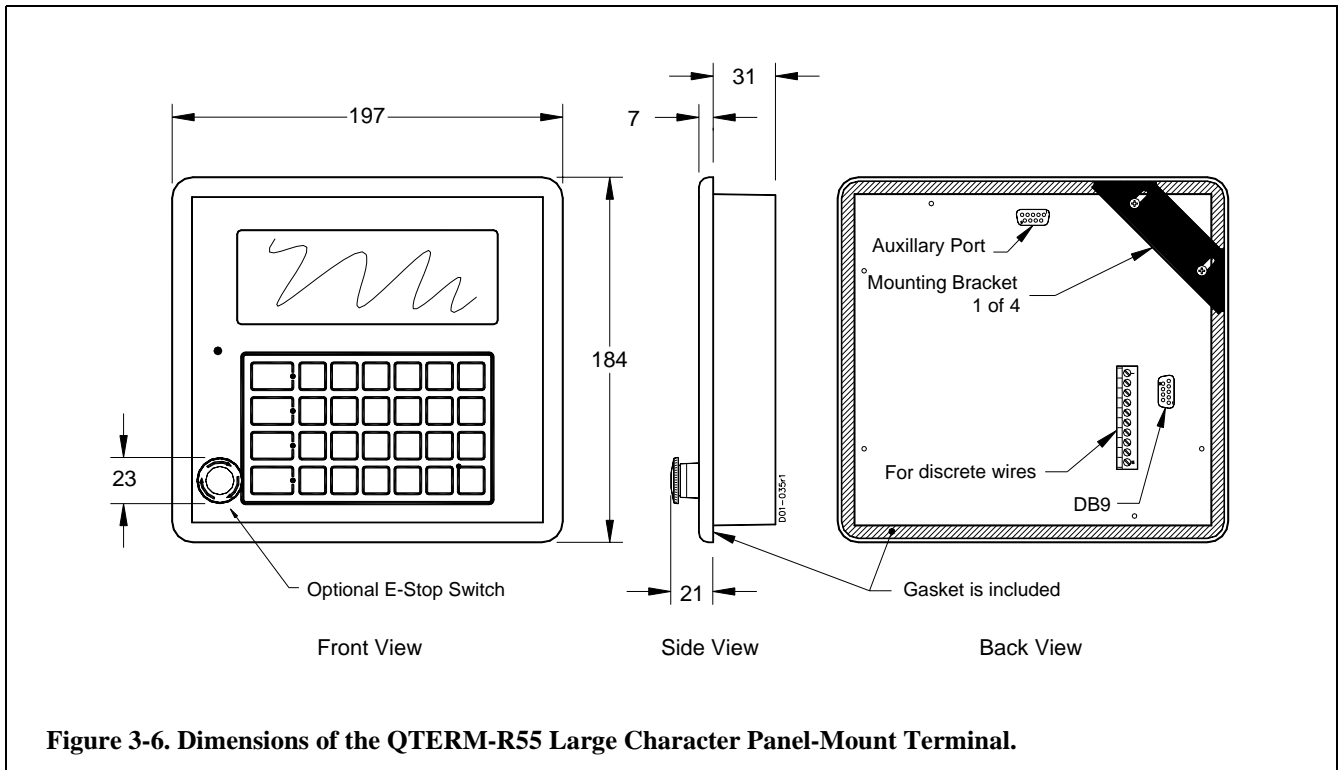 31
197
7
Auxillary Port
Mounting Bracket
1 of 4
184
23
For discrete wires
D01-035r1
DB9
Optional E-Stop Switch
21
Gasket is included
Front View
Side View
Back View
Figure 3-6. Dimensions of the QTERM-R55 Large Character Panel-Mount Terminal.